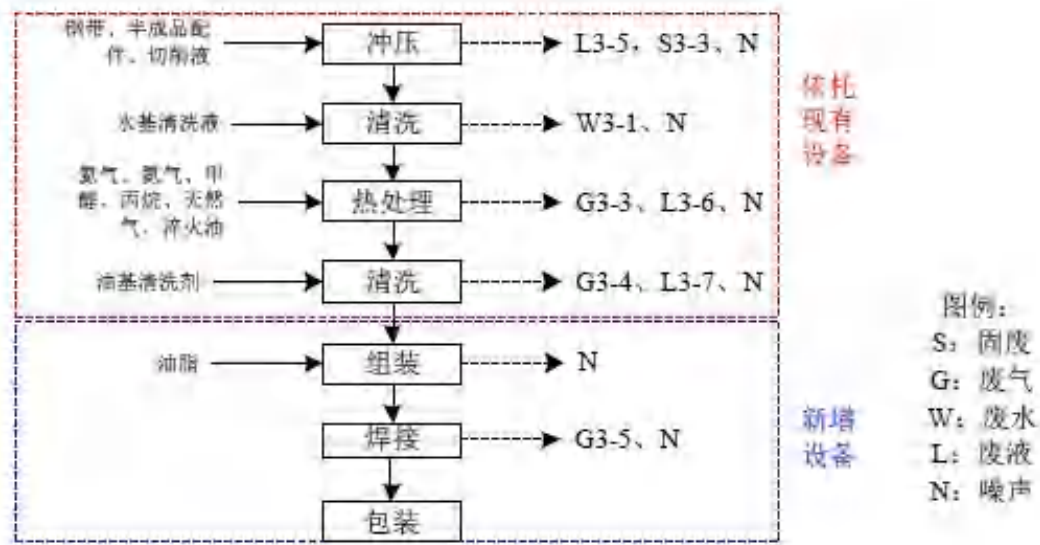 钢带、半成品配
件、切削液
冲压
L3-5，S3-3、N
水基清洗液
清洗
W3-1、N
氮气、氨气、甲
醇、丙烷、天然
气、淬火油
热处理
G3-3、L3-6、N
油基清洗剂
清洗
G3-4、L3-7、N
依托
现有
设备
油脂
组装
N
焊接
G3-5、N
包装
新增
设备
图例：
S：固废
G：废气
W：废水
L：废液
N：噪声